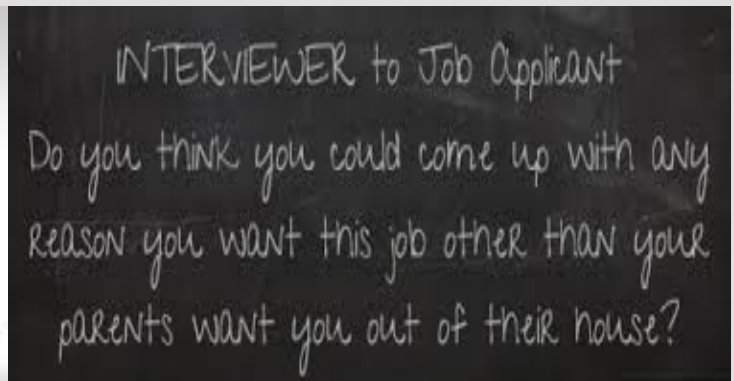 INTERVIEWER to Job Applicant
Do you think you could come up with any
reason you want this job other than your
parents want you out of their house?